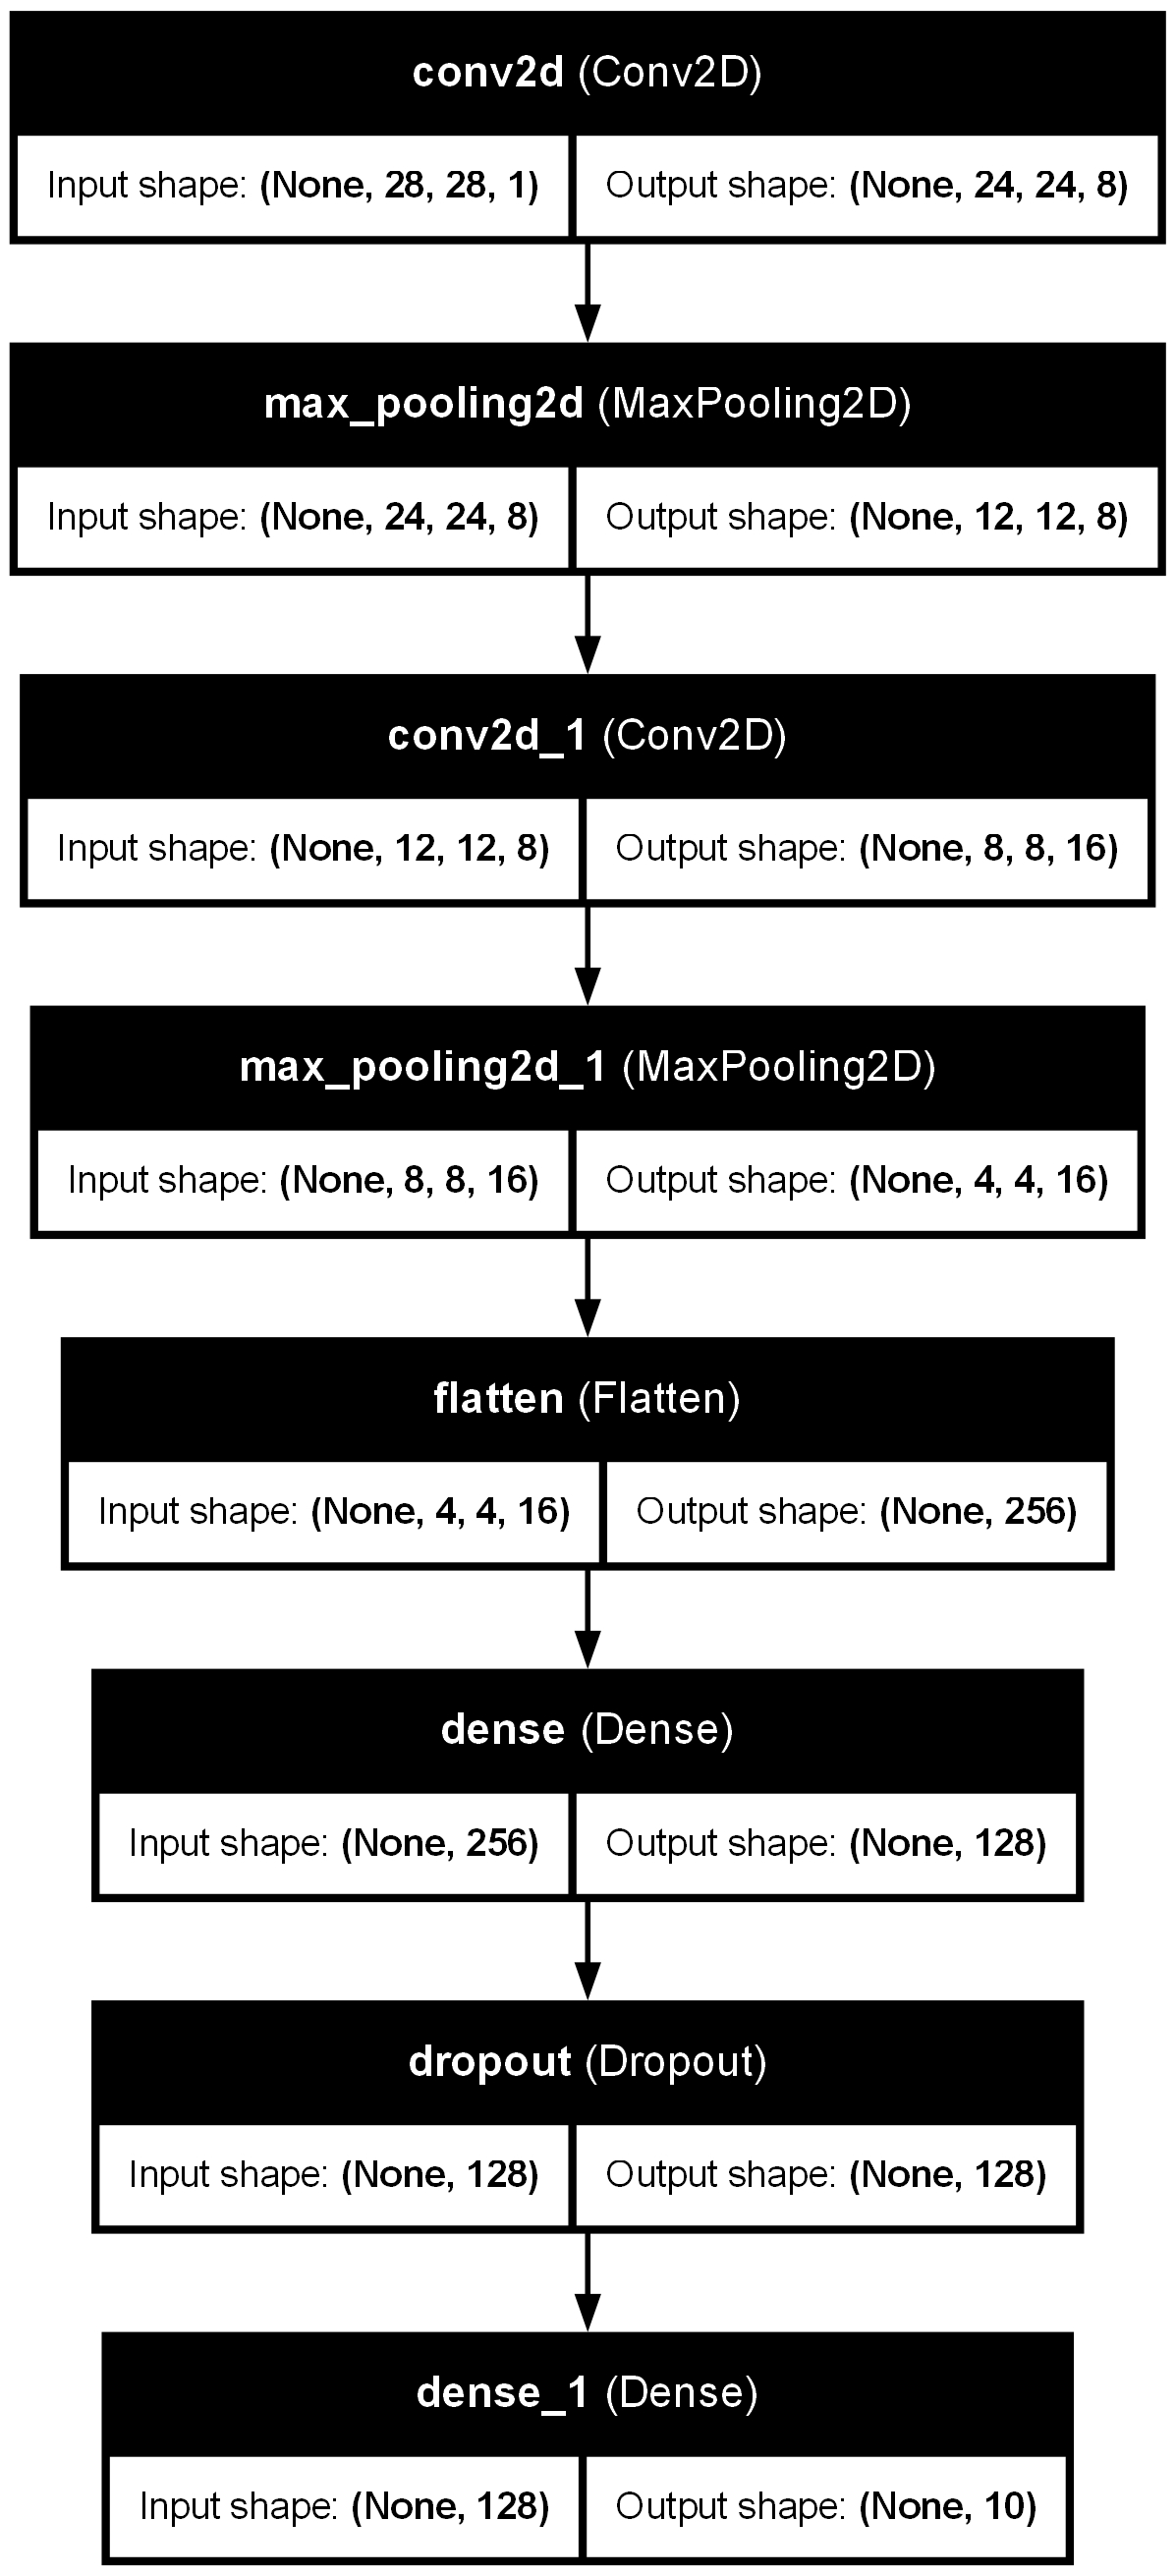 conv2d (Conv2D)
Input shape: (None, 28, 28, 1) Output shape: (None, 24, 24, 8)
max_pooling2d (MaxPooling2D)
Input shape: (None, 24, 24, 8) Output shape: (None, 12, 12, 8)
conv2d_1 (Conv2D)
Input shape: (None, 12, 12, 8) Output shape: (None, 8, 8, 16)
max_pooling2d_1 (MaxPooling2D)
Input shape: (None, 8, 8, 16) Output shape: (None, 4, 4, 16)
flatten (Flatten)
Input shape: (None, 4, 4, 16) Output shape: (None, 256)
dense (Dense)
Input shape: (None, 256) Output shape: (None, 128)
dropout (Dropout)
Input shape: (None, 128) Output shape: (None, 128)
dense_1 (Dense)
Input shape: (None, 128) Output shape: (None, 10)